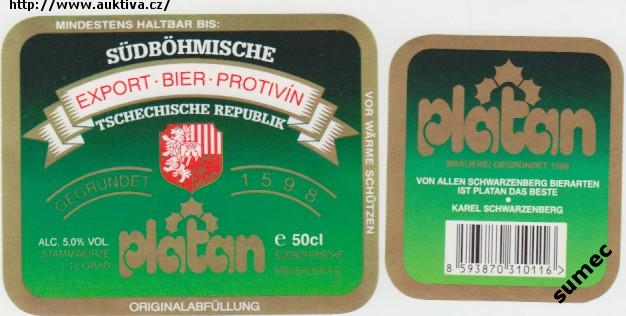 http://www.auktiva.cz/
MINDESTENS HALTBAR BIS:
SÜDBÖHMISCHE
EXPORT · BIER · PROTIVÍN
TSCHECHISCHE REPUBLIK
GEGRÜNDET 1598
ALC. 5,0% VOL
STAMMWÜRZE
12 GRAD
platan
e 50cl
SÜDBÖHMISCHE
BRAUEREIEN A.G.
ORIGINALABFÜLLUNG
VOR WÄRME SCHÜTZEN
platan
BRAUEREI GEGRÜNDET 1598
VON ALLEN SCHWARZENBERG BIERARTEN
IST PLATAN DAS BESTE
•
KAREL SCHWARZENBERG
8 593870 310116 >
sumec